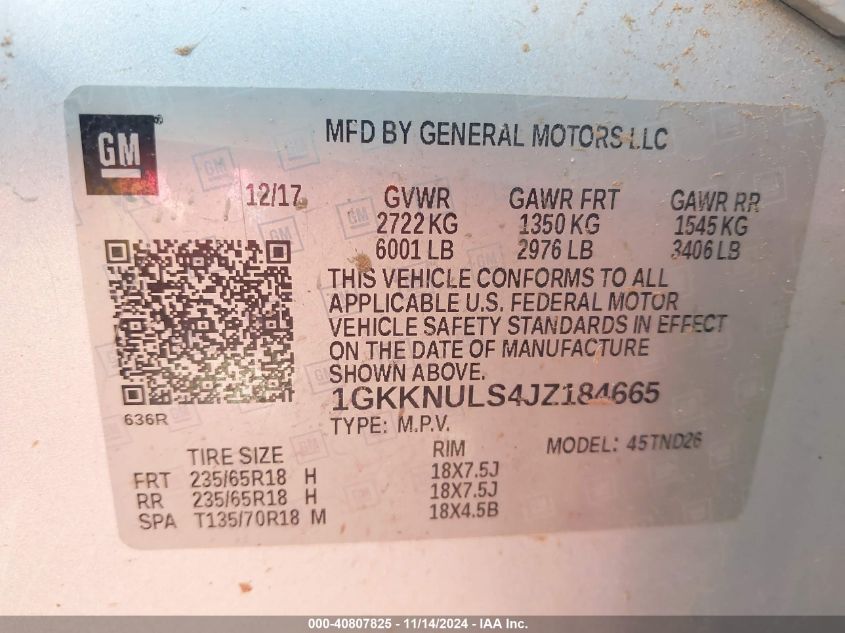 GM
MFD BY GENERAL MOTORS LLC
12/17
GVWR GAWR FRT GAWR RR
2722 KG 1350 KG 1545 KG
6001 LB 2976 LB 3406 LB
THIS VEHICLE CONFORMS TO ALL
APPLICABLE U.S. FEDERAL MOTOR
VEHICLE SAFETY STANDARDS IN EFFECT
ON THE DATE OF MANUFACTURE
SHOWN ABOVE.
1GKKNULS4JZ184665
636R
TYPE: M.P.V. MODEL: 45TND26
TIRE SIZE RIM
FRT 235/65R18 H 18X7.5J
RR 235/65R18 H 18X7.5J
SPA T135/70R18 M 18X4.5B
000-40807825 - 11/14/2024 - IAA Inc.